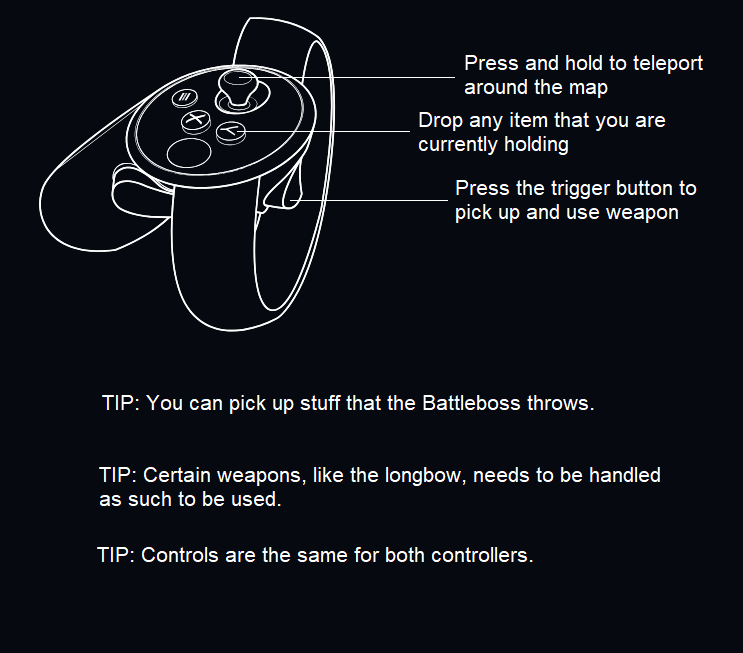 Press and hold to teleport
around the map
Drop any item that you are
currently holding
Press the trigger button to
pick up and use weapon
X
Y
TIP: You can pick up stuff that the Battleboss throws.
TIP: Certain weapons, like the longbow, needs to be handled
as such to be used.
TIP: Controls are the same for both controllers.